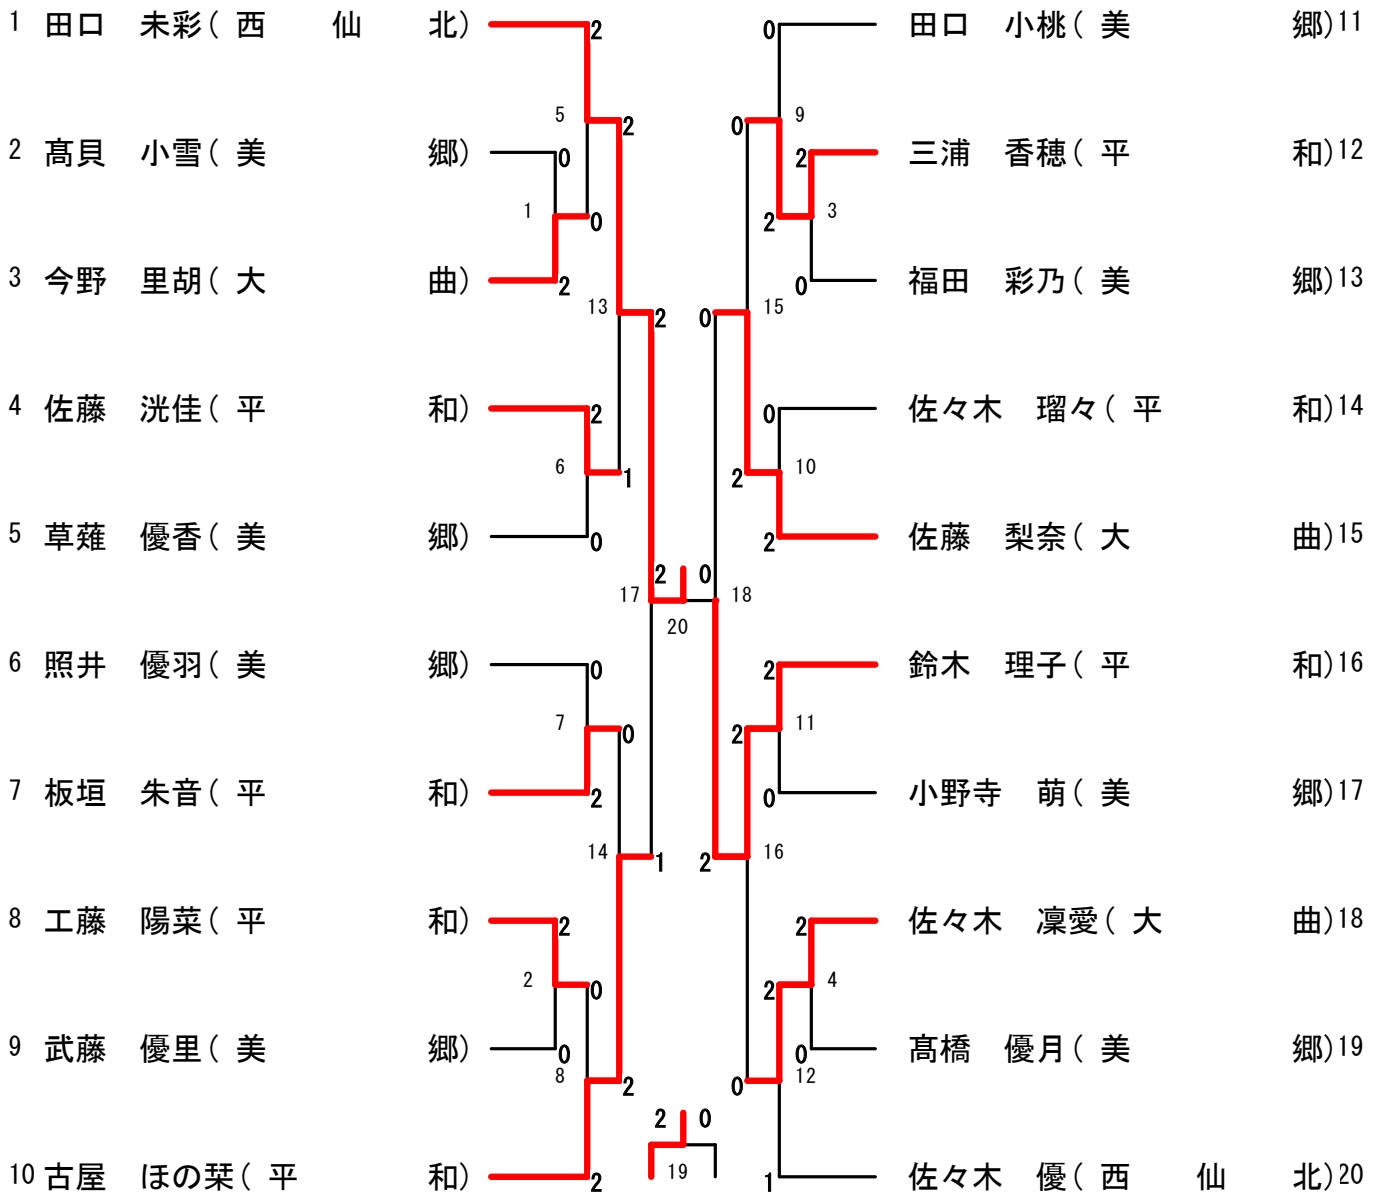 1 田口　未彩( 西　　仙　　北) 2 0 田口　小桃( 美　　　　　郷)11
5 2 0 9
2 髙貝　小雪( 美　　　　　郷) 0 2 三浦　香穂( 平　　　　　和)12
1 0 2 3
3 今野　里胡( 大　　　　　曲) 2 0 福田　彩乃( 美　　　　　郷)13
13 2 0 15
4 佐藤　洸佳( 平　　　　　和) 2 0 佐々木　瑠々( 平　　　　和)14
6 1 2 10
5 草薙　優香( 美　　　　　郷) 0 2 佐藤　梨奈( 大　　　　　曲)15
2 0
17 18
20
6 照井　優羽( 美　　　　　郷) 0 2 鈴木　理子( 平　　　　　和)16
7 0 2 11
7 板垣　朱音( 平　　　　　和) 2 0 小野寺　萌( 美　　　　　郷)17
14 1 2 16
8 工藤　陽菜( 平　　　　　和) 2 2 佐々木　凜愛( 大　　　　曲)18
2 0 2 4
9 武藤　優里( 美　　　　　郷) 0 0 髙橋　優月( 美　　　　　郷)19
8 2 0 12
2 0
10 古屋　ほの栞( 平　　　　和) 2 19 1 佐々木　優( 西　　仙　　北)20